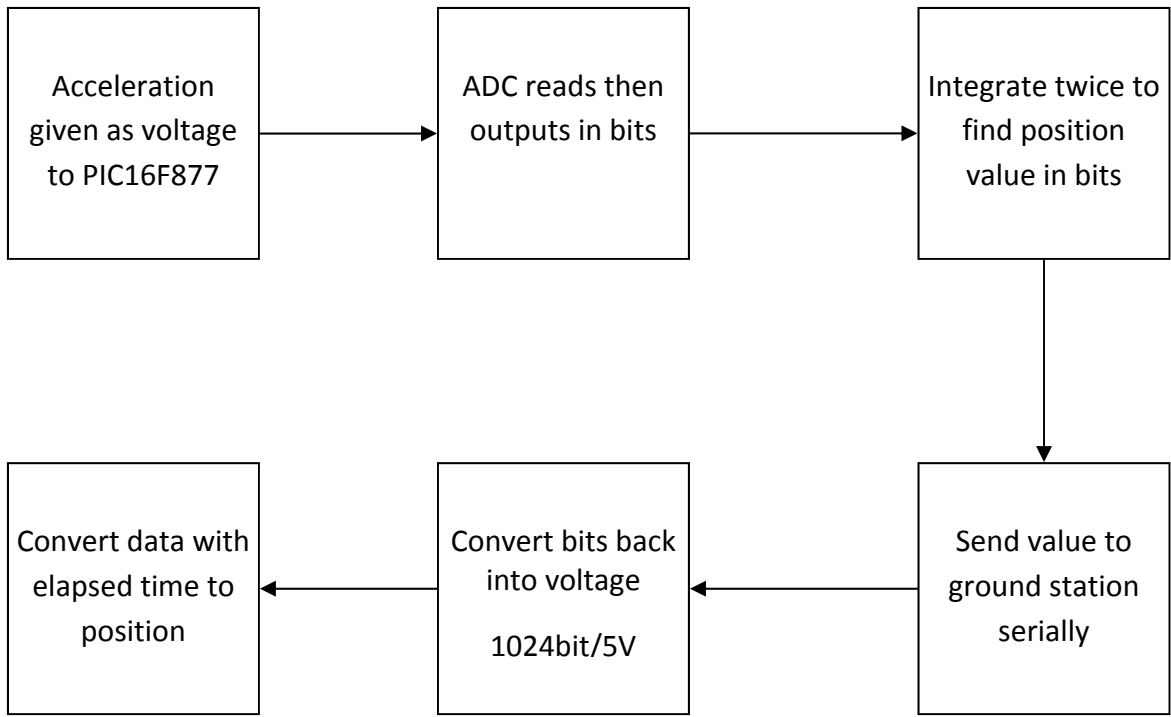 Acceleration
given as voltage
to PIC16F877
ADC reads then
outputs in bits
Integrate twice to
find position
value in bits
Send value to
ground station
serially
Convert bits back
into voltage
1024bit/5V
Convert data with
elapsed time to
position